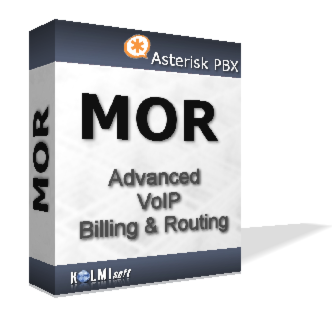 Asterisk PBX
MOR
MOR
Advanced
VoIP
Billing & Routing
KOLMIsoft